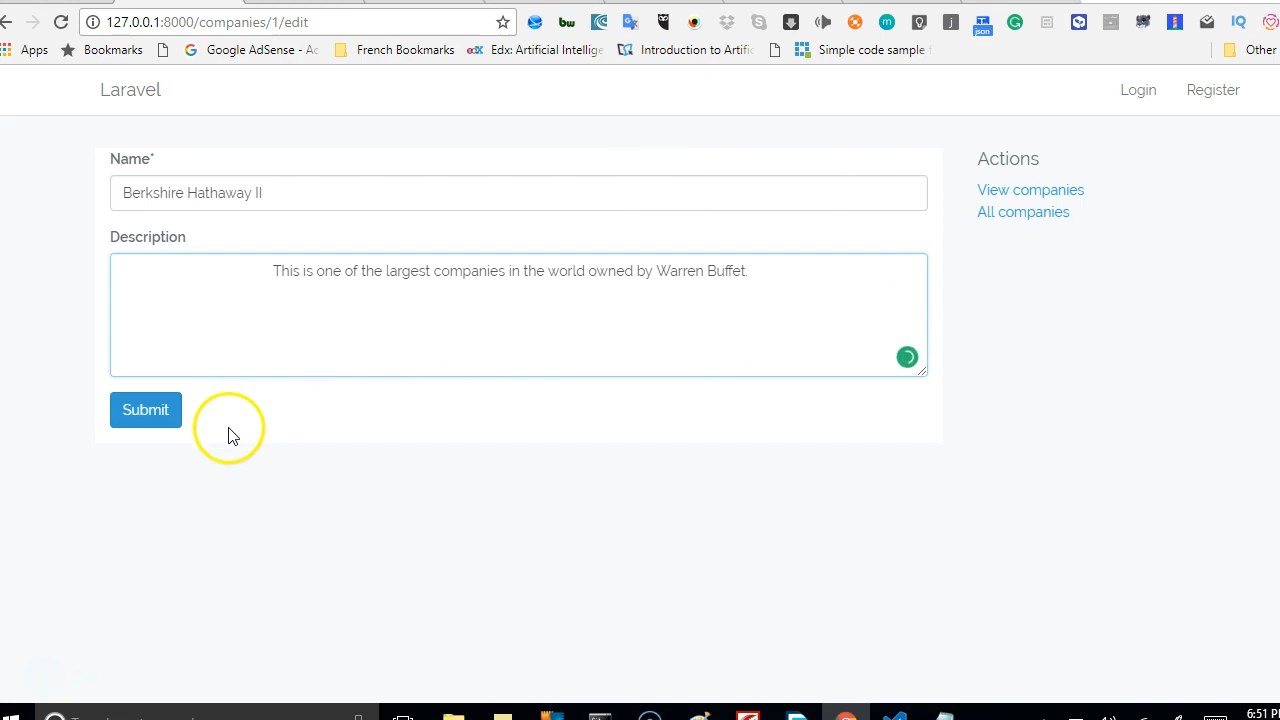 127.0.0.1:8000/companies/1/edit
Apps Bookmarks Google AdSense - Ac French Bookmarks Edx: Artificial Intellige Introduction to Artific Simple code sample f Other
Laravel Login Register
Name*
Berkshire Hathaway II
Description
This is one of the largest companies in the world owned by Warren Buffet.
Submit
Actions
View companies
All companies
6:51 P